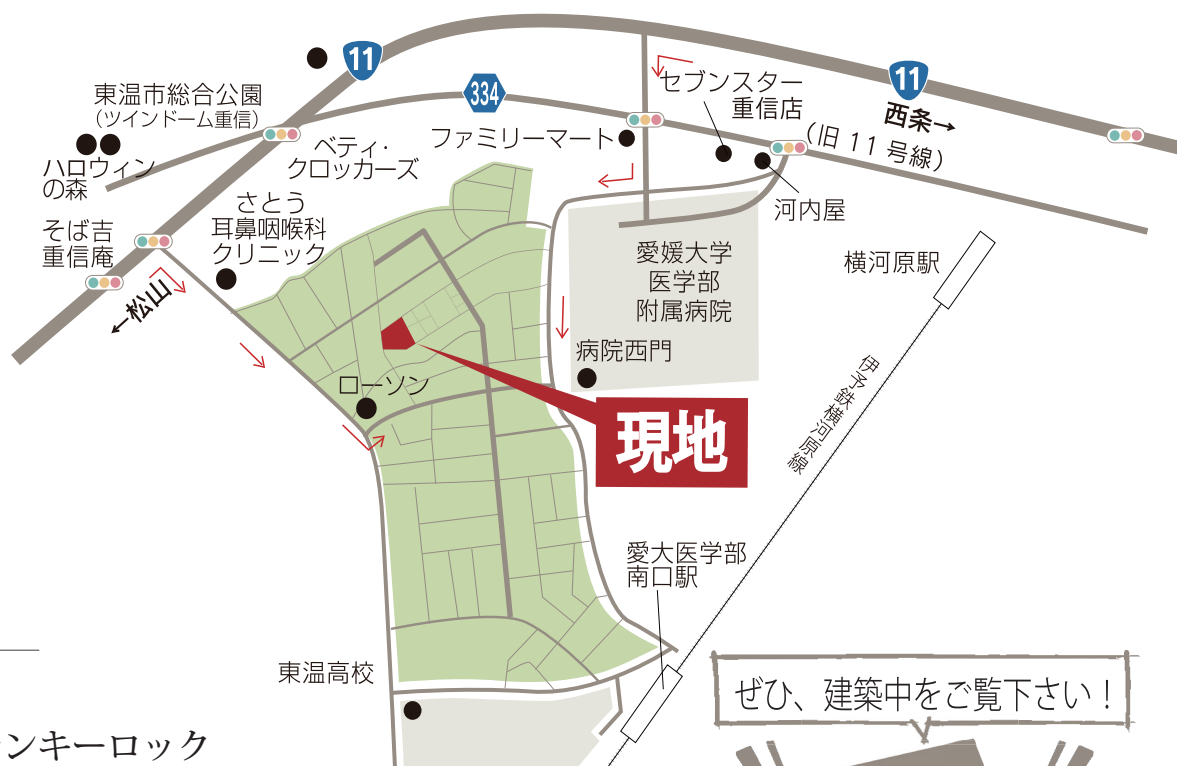 11
11
334
東温市総合公園
（ツインドーム重信）
ハロウィン
の森
ベティ・
クロッカーズ
ファミリーマート
セブンスター
重信店
西条→
（旧11号線）
河内屋
そば吉
重信庵
さとう
耳鼻咽喉科
クリニック
←松山
愛媛大学
医学部
附属病院
横河原駅
病院西門
ローソン
伊予鉄横河原線
現地
愛大医学部
南口駅
東温高校
ぜひ、建築中をご覧下さい！
ンキーロック